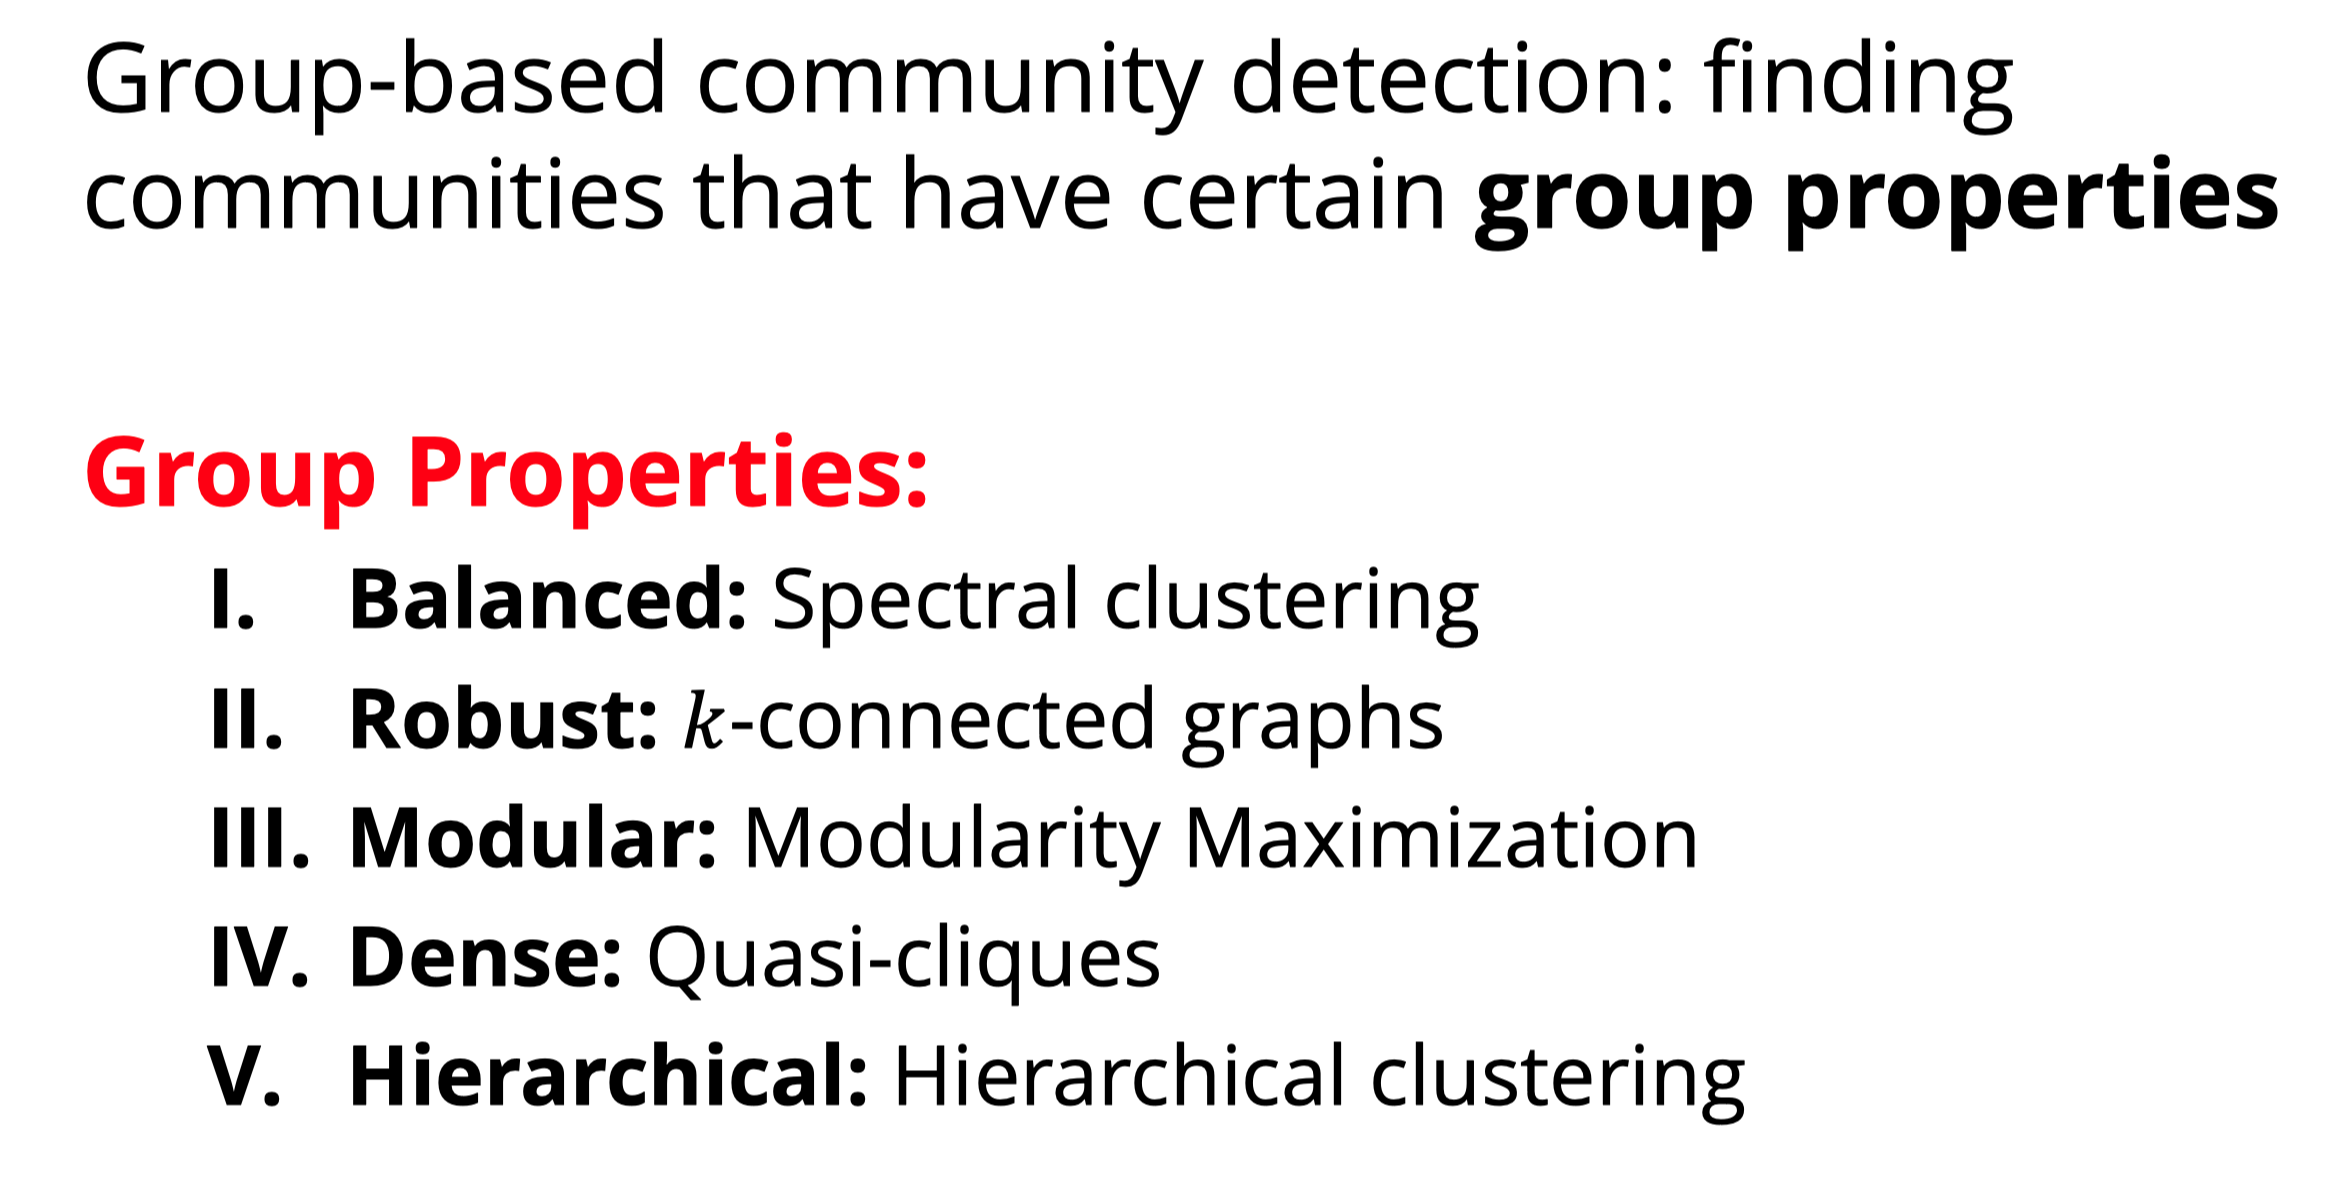 Group-based community detection: finding
communities that have certain group properties
Group Properties:
I. Balanced: Spectral clustering
II. Robust: k-connected graphs
III. Modular: Modularity Maximization
IV. Dense: Quasi-cliques
V. Hierarchical: Hierarchical clustering